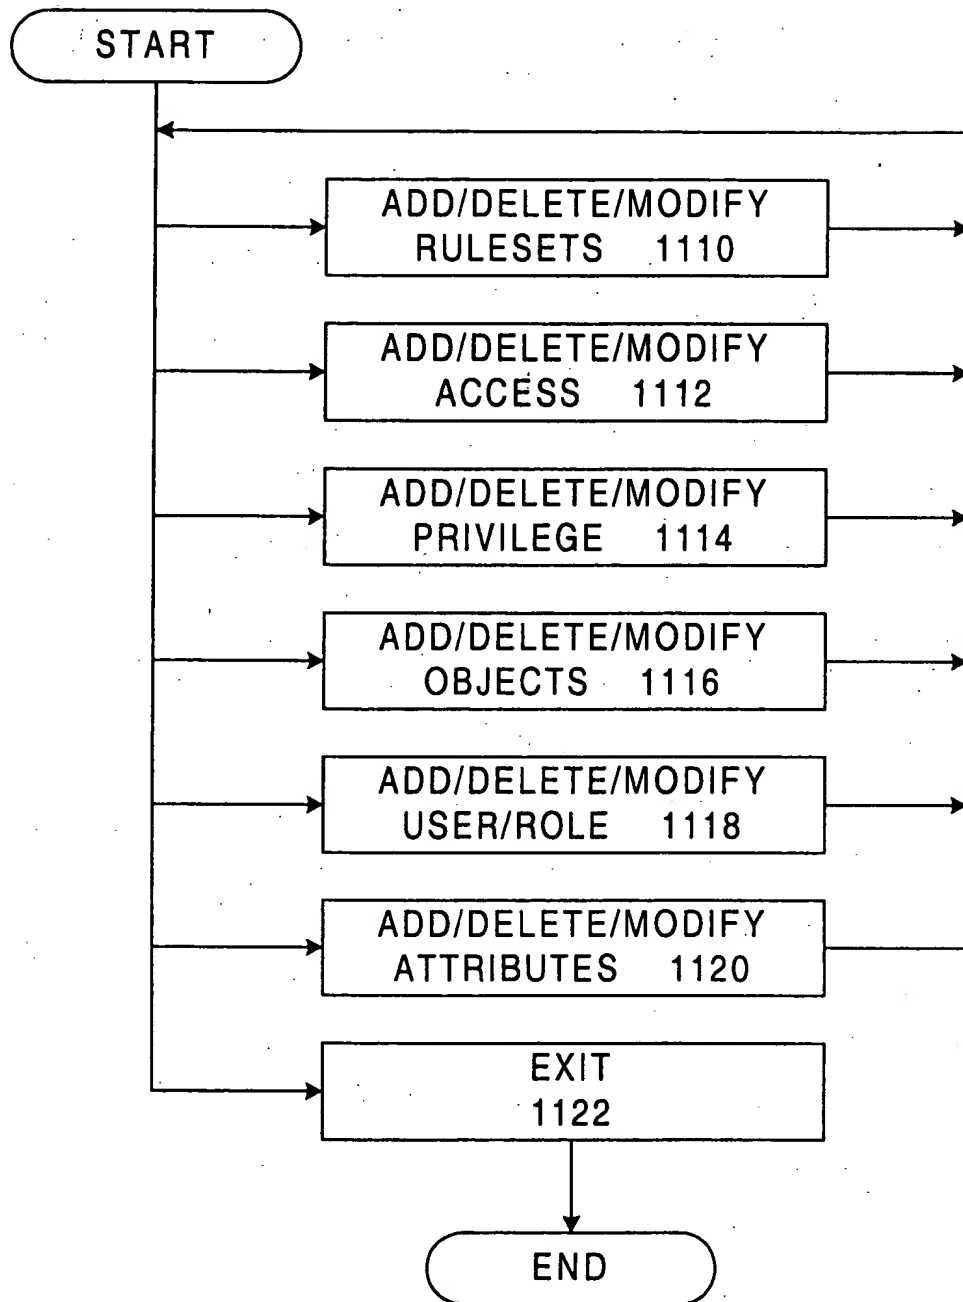 START
ADD/DELETE/MODIFY
RULESETS 1110
ADD/DELETE/MODIFY
ACCESS 1112
ADD/DELETE/MODIFY
PRIVILEGE 1114
ADD/DELETE/MODIFY
OBJECTS 1116
ADD/DELETE/MODIFY
USER/ROLE 1118
ADD/DELETE/MODIFY
ATTRIBUTES 1120
EXIT
1122
END